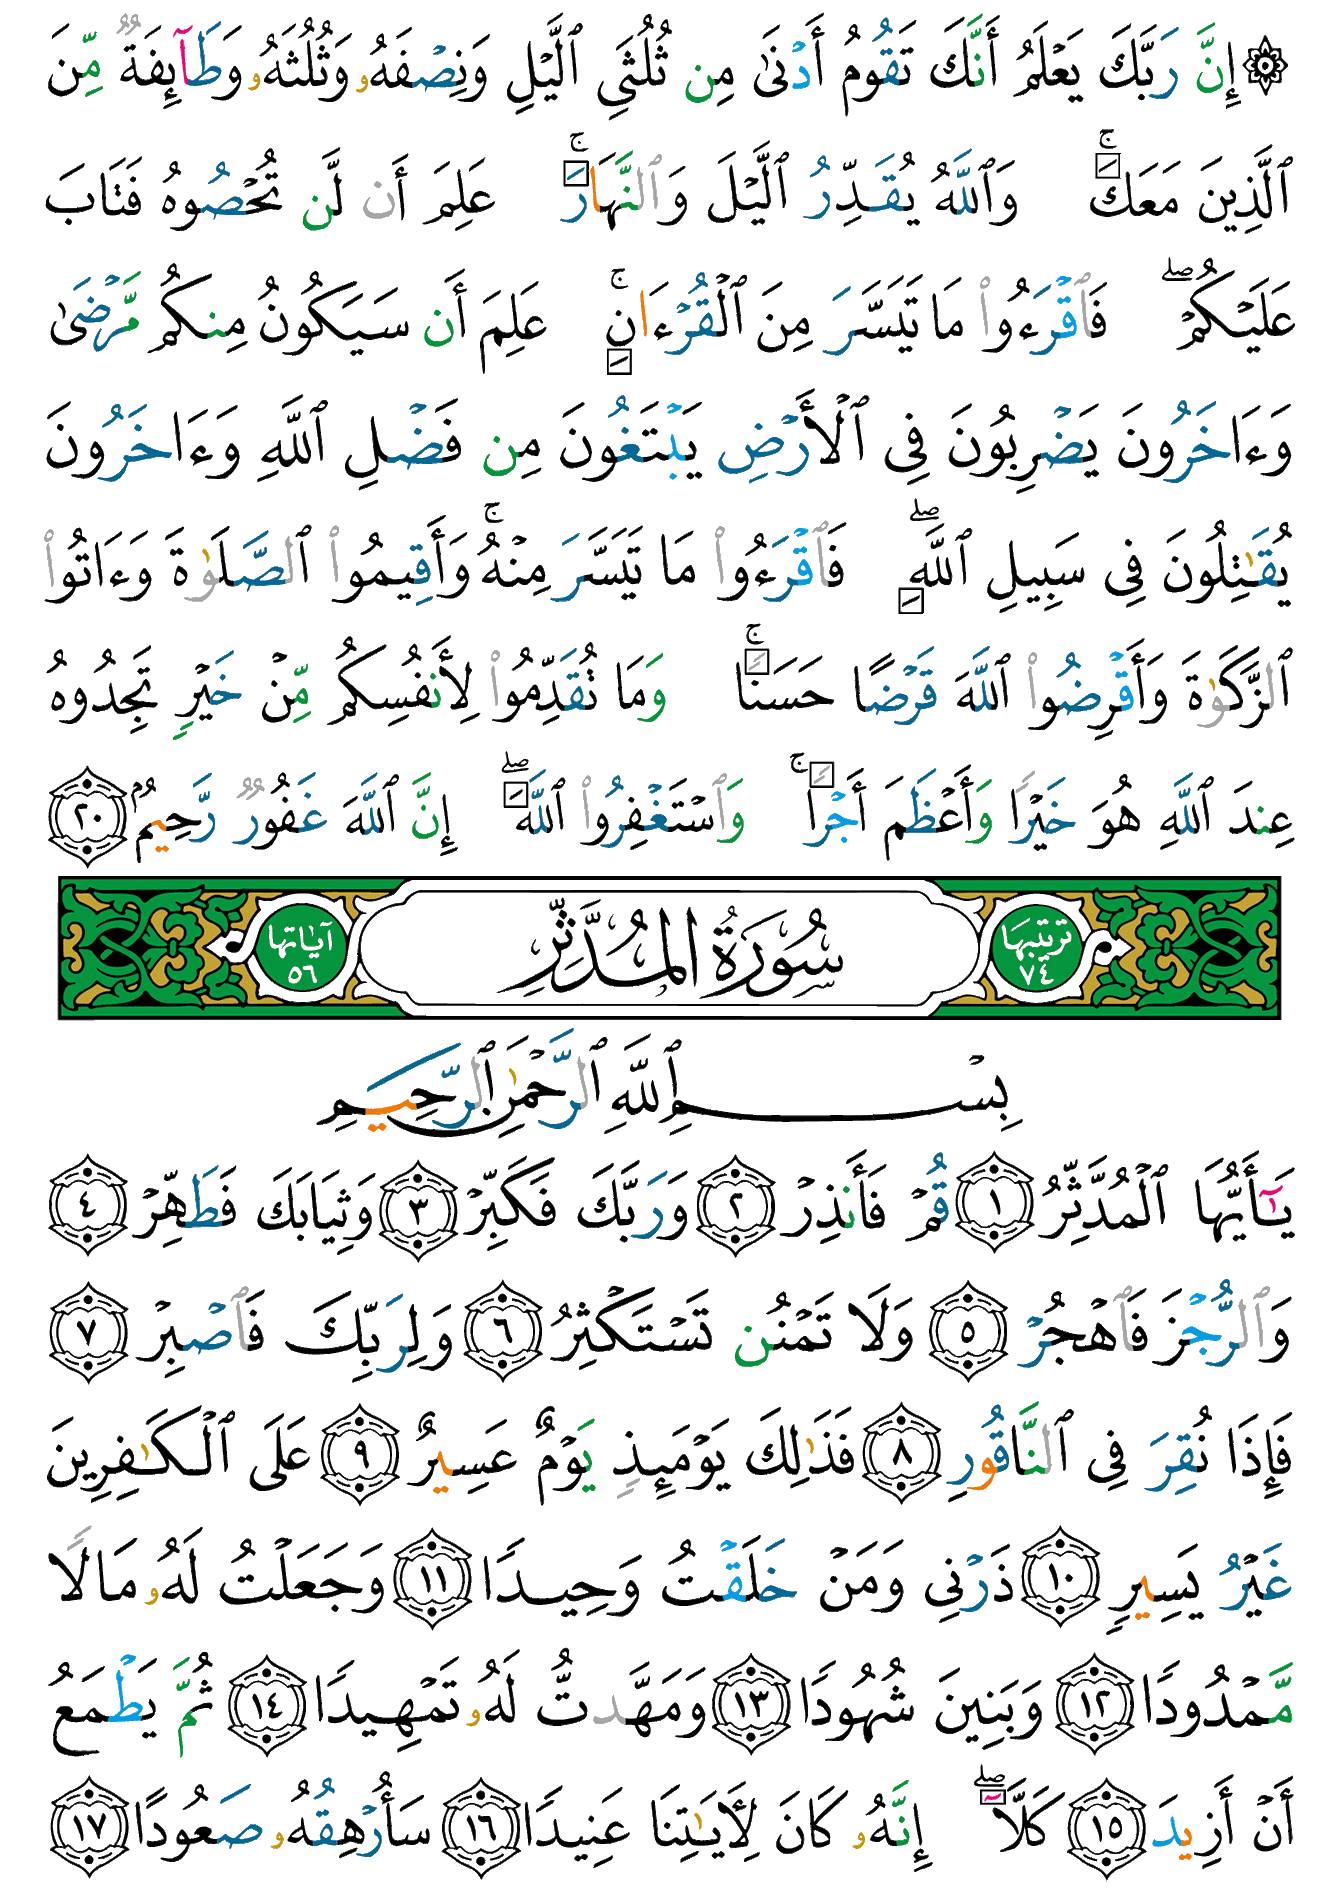 ۞إِنَّ رَبَّكَ يَعْلَمُ أَنَّكَ تَقُومُ أَدْنَىٰ مِن ثُلُثَيِ ٱلَّيْلِ وَنِصْفَهُۥ وَثُلُثَهُۥ وَطَآئِفَةٌ مِّنَ
ٱلَّذِينَ مَعَكَ ۚ وَٱللَّهُ يُقَدِّرُ ٱلَّيْلَ وَٱلنَّهَارَ ۚ عَلِمَ أَن لَّن تُحْصُوهُ فَتَابَ
عَلَيْكُمْ ۖ فَٱقْرَءُوا۟ مَا تَيَسَّرَ مِنَ ٱلْقُرْءَانِ ۚ عَلِمَ أَن سَيَكُونُ مِنكُم مَّرْضَىٰ
وَءَاخَرُونَ يَضْرِبُونَ فِى ٱلْأَرْضِ يَبْتَغُونَ مِن فَضْلِ ٱللَّهِ وَءَاخَرُونَ
يُقَـٰتِلُونَ فِى سَبِيلِ ٱللَّهِ ۖ فَٱقْرَءُوا۟ مَا تَيَسَّرَ مِنْهُ ۚ وَأَقِيمُوا۟ ٱلصَّلَوٰةَ وَءَاتُوا۟
ٱلزَّكَوٰةَ وَأَقْرِضُوا۟ ٱللَّهَ قَرْضًا حَسَنًا ۚ وَمَا تُقَدِّمُوا۟ لِأَنفُسِكُم مِّنْ خَيْرٍ تَجِدُوهُ
عِندَ ٱللَّهِ هُوَ خَيْرًا وَأَعْظَمَ أَجْرًا ۚ وَٱسْتَغْفِرُوا۟ ٱللَّهَ ۖ إِنَّ ٱللَّهَ غَفُورٌ رَّحِيمٌۢ ٢٠
ترتيبها ٧٤ سُورَةُ المُدَّثِّرِ آياتها ٥٦
بِسْمِ ٱللَّهِ ٱلرَّحْمَـٰنِ ٱلرَّحِيمِ
يَـٰٓأَيُّهَا ٱلْمُدَّثِّرُ ١ قُمْ فَأَنذِرْ ٢ وَرَبَّكَ فَكَبِّرْ ٣ وَثِيَابَكَ فَطَهِّرْ ٤
وَٱلرُّجْزَ فَٱهْجُرْ ٥ وَلَا تَمْنُن تَسْتَكْثِرُ ٦ وَلِرَبِّكَ فَٱصْبِرْ ٧
فَإِذَا نُقِرَ فِى ٱلنَّاقُورِ ٨ فَذَٰلِكَ يَوْمَئِذٍ يَوْمٌ عَسِيرٌ ٩ عَلَى ٱلْكَـٰفِرِينَ
غَيْرُ يَسِيرٍ ١٠ ذَرْنِى وَمَنْ خَلَقْتُ وَحِيدًا ١١ وَجَعَلْتُ لَهُۥ مَالًا
مَّمْدُودًا ١٢ وَبَنِينَ شُهُودًا ١٣ وَمَهَّدتُّ لَهُۥ تَمْهِيدًا ١٤ ثُمَّ يَطْمَعُ
أَنْ أَزِيدَ ١٥ كَلَّآ ۖ إِنَّهُۥ كَانَ لِـَٔايَـٰتِنَا عَنِيدًا ١٦ سَأُرْهِقُهُۥ صَعُودًا ١٧